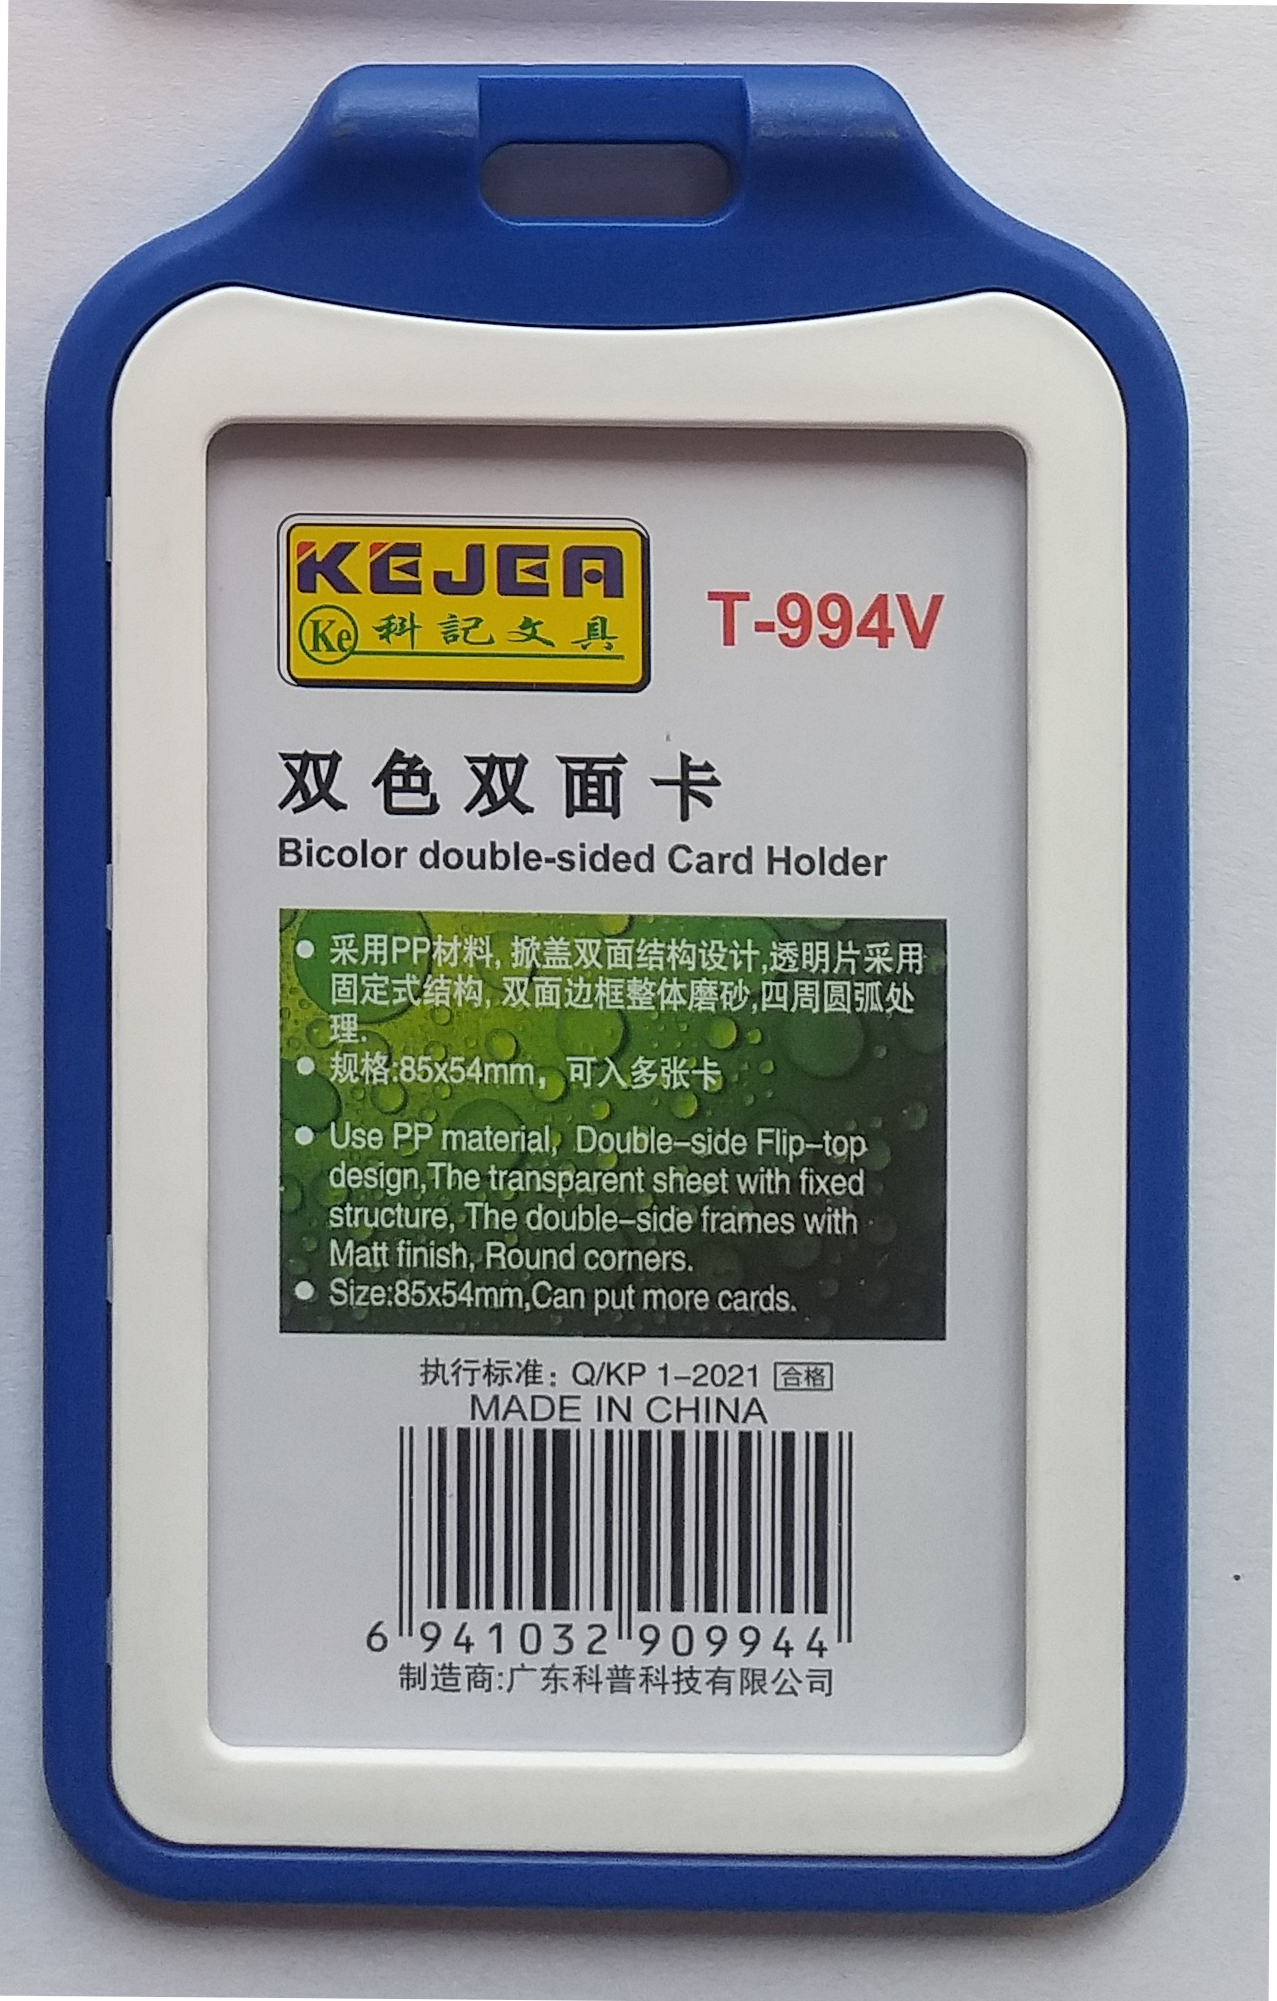 KEJEA
Ke 科記文具
T-994V
双色双面卡
Bicolor double-sided Card Holder
● 采用PP材料, 掀盖双面结构设计,透明片采用
固定式结构, 双面边框整体磨砂,四周圆弧处
理.
● 规格:85x54mm，可入多张卡
● Use PP material, Double-side Flip-top
design,The transparent sheet with fixed
structure, The double-side frames with
Matt finish, Round corners.
● Size:85x54mm,Can put more cards.
执行标准：Q/KP 1-2021 合格
MADE IN CHINA
6 941032 909944
制造商:广东科普科技有限公司